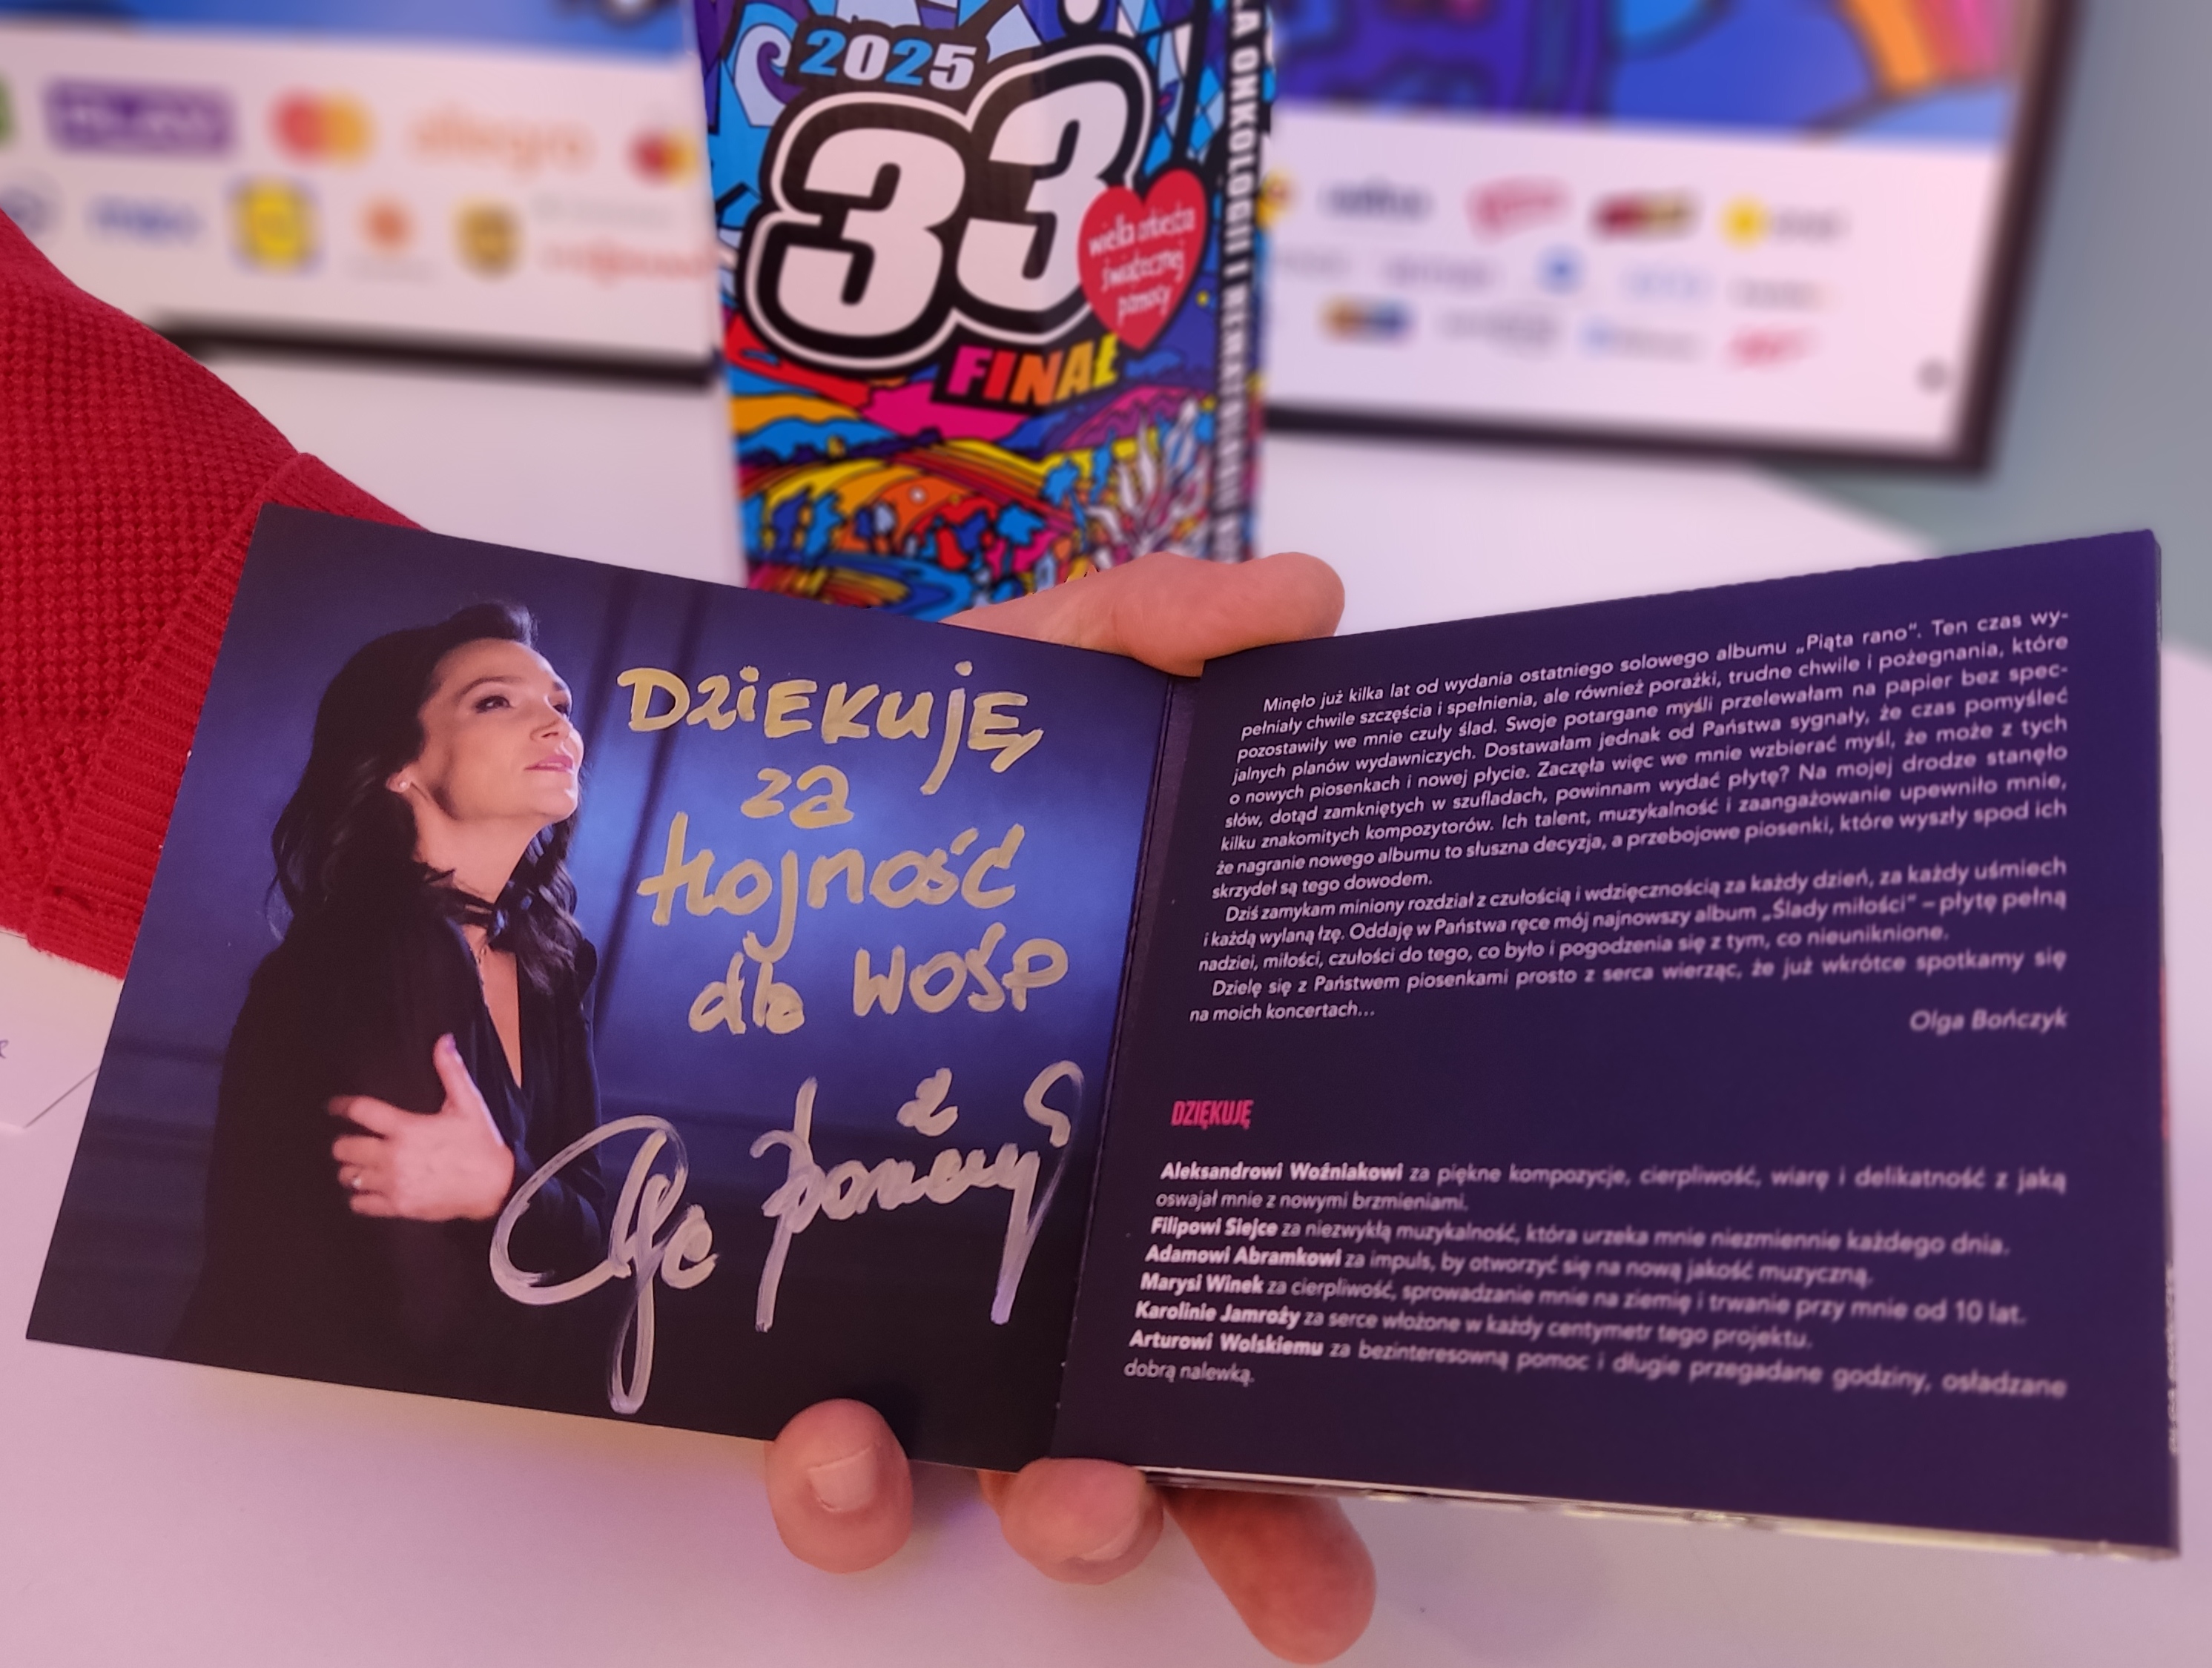 2025
33
FINAŁ
wielka orkiestra
świątecznej
pomocy
LA ONKOLOGII I HEMATOLOGII
PLAY
allegro
DZiĘKUJĘ
za
hojność
dla WOŚP
Minęło już kilka lat od wydania ostatniego solowego albumu „Piąta rano”. Ten czas wy-
pełniały chwile szczęścia i spełnienia, ale również porażki, trudne chwile i pożegnania, które
pozostawiły we mnie czuły ślad. Swoje potargane myśli przelewałam na papier bez spec-
jalnych planów wydawniczych. Dostawałam jednak od Państwa sygnały, że czas pomyśleć
o nowych piosenkach i nowej płycie. Zaczęła więc we mnie wzbierać myśl, że może z tych
słów, dotąd zamkniętych w szufladach, powinnam wydać płytę? Na mojej drodze stanęło
kilku znakomitych kompozytorów. Ich talent, muzykalność i zaangażowanie upewniło mnie,
że nagranie nowego albumu to słuszna decyzja, a przebojowe piosenki, które wyszły spod ich
skrzydeł są tego dowodem.
Dziś zamykam miniony rozdział z czułością i wdzięcznością za każdy dzień, za każdy uśmiech
i każdą wylaną łzę. Oddaję w Państwa ręce mój najnowszy album „Ślady miłości” – płytę pełną
nadziei, miłości, czułości do tego, co było i pogodzenia się z tym, co nieuniknione.
Dzielę się z Państwem piosenkami prosto z serca wierząc, że już wkrótce spotkamy się
na moich koncertach...
Olga Bończyk
DZIĘKUJĘ
Aleksandrowi Woźniakowi za piękne kompozycje, cierpliwość, wiarę i delikatność z jaką
oswajał mnie z nowymi brzmieniami.
Filipowi Siejce za niezwykłą muzykalność, która urzeka mnie niezmiennie każdego dnia.
Adamowi Abramkowi za impuls, by otworzyć się na nową jakość muzyczną.
Marysi Winek za cierpliwość, sprowadzanie mnie na ziemię i trwanie przy mnie od 10 lat.
Karolinie Jamroży za serce włożone w każdy centymetr tego projektu.
Arturowi Wolskiemu za bezinteresowną pomoc i długie przegadane godziny, osładzane
dobrą nalewką.